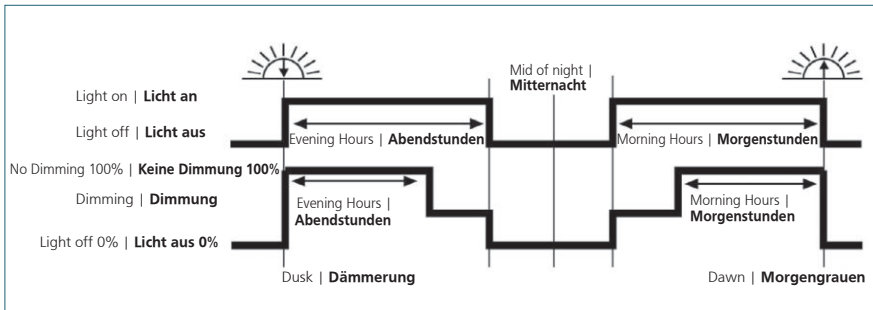 Mid of night |
Mitternacht
Light on | Licht an
Light off | Licht aus
Evening Hours | Abendstunden
Morning Hours | Morgenstunden
No Dimming 100% | Keine Dimmung 100%
Dimming | Dimmung
Evening Hours |
Abendstunden
Morning Hours |
Morgenstunden
Light off 0% | Licht aus 0%
Dusk | Dämmerung
Dawn | Morgengrauen